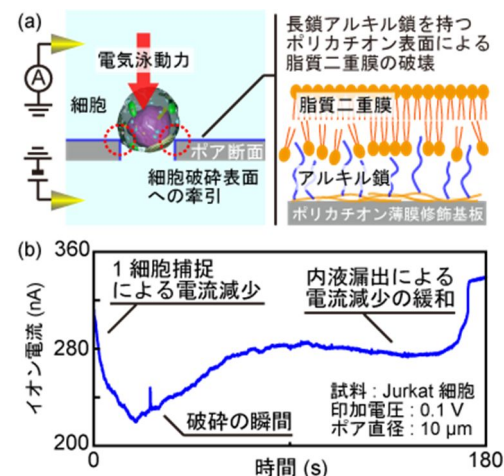 (a)
A
電気泳動力
細胞
ポア断面
細胞破砕表面
への牽引
長鎖アルキル鎖を持つ
ポリカチオン表面による
脂質二重膜の破壊
脂質二重膜
アルキル鎖
ポリカチオン薄膜修飾基板
(b)
360
280
200
イオン電流 (nA)
1 細胞捕捉
による電流減少
内液漏出による
電流減少の緩和
破砕の瞬間
試料 : Jurkat 細胞
印加電圧 : 0.1 V
ポア直径 : 10 μm
0
180
時間 (s)